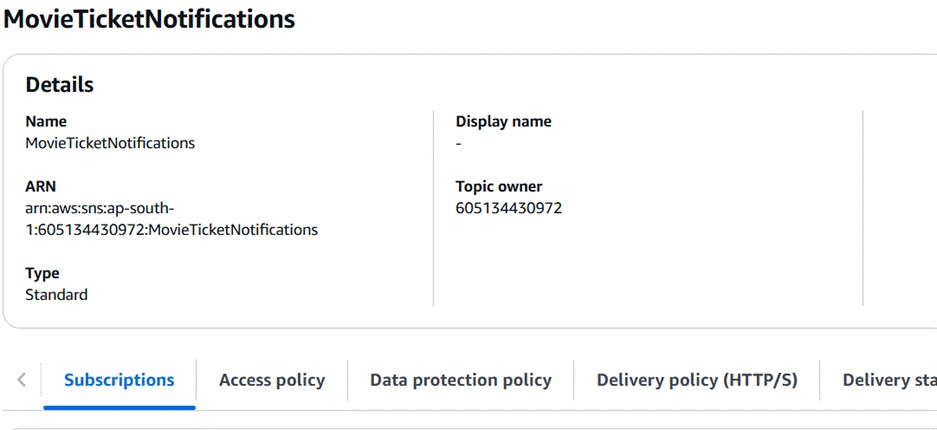 MovieTicketNotifications
Details
Name
MovieTicketNotifications
ARN
arn:aws:sns:ap-south-
1:605134430972:MovieTicketNotifications
Type
Standard
Display name
-
Topic owner
605134430972
Subscriptions
Access policy
Data protection policy
Delivery policy (HTTP/S)
Delivery sta